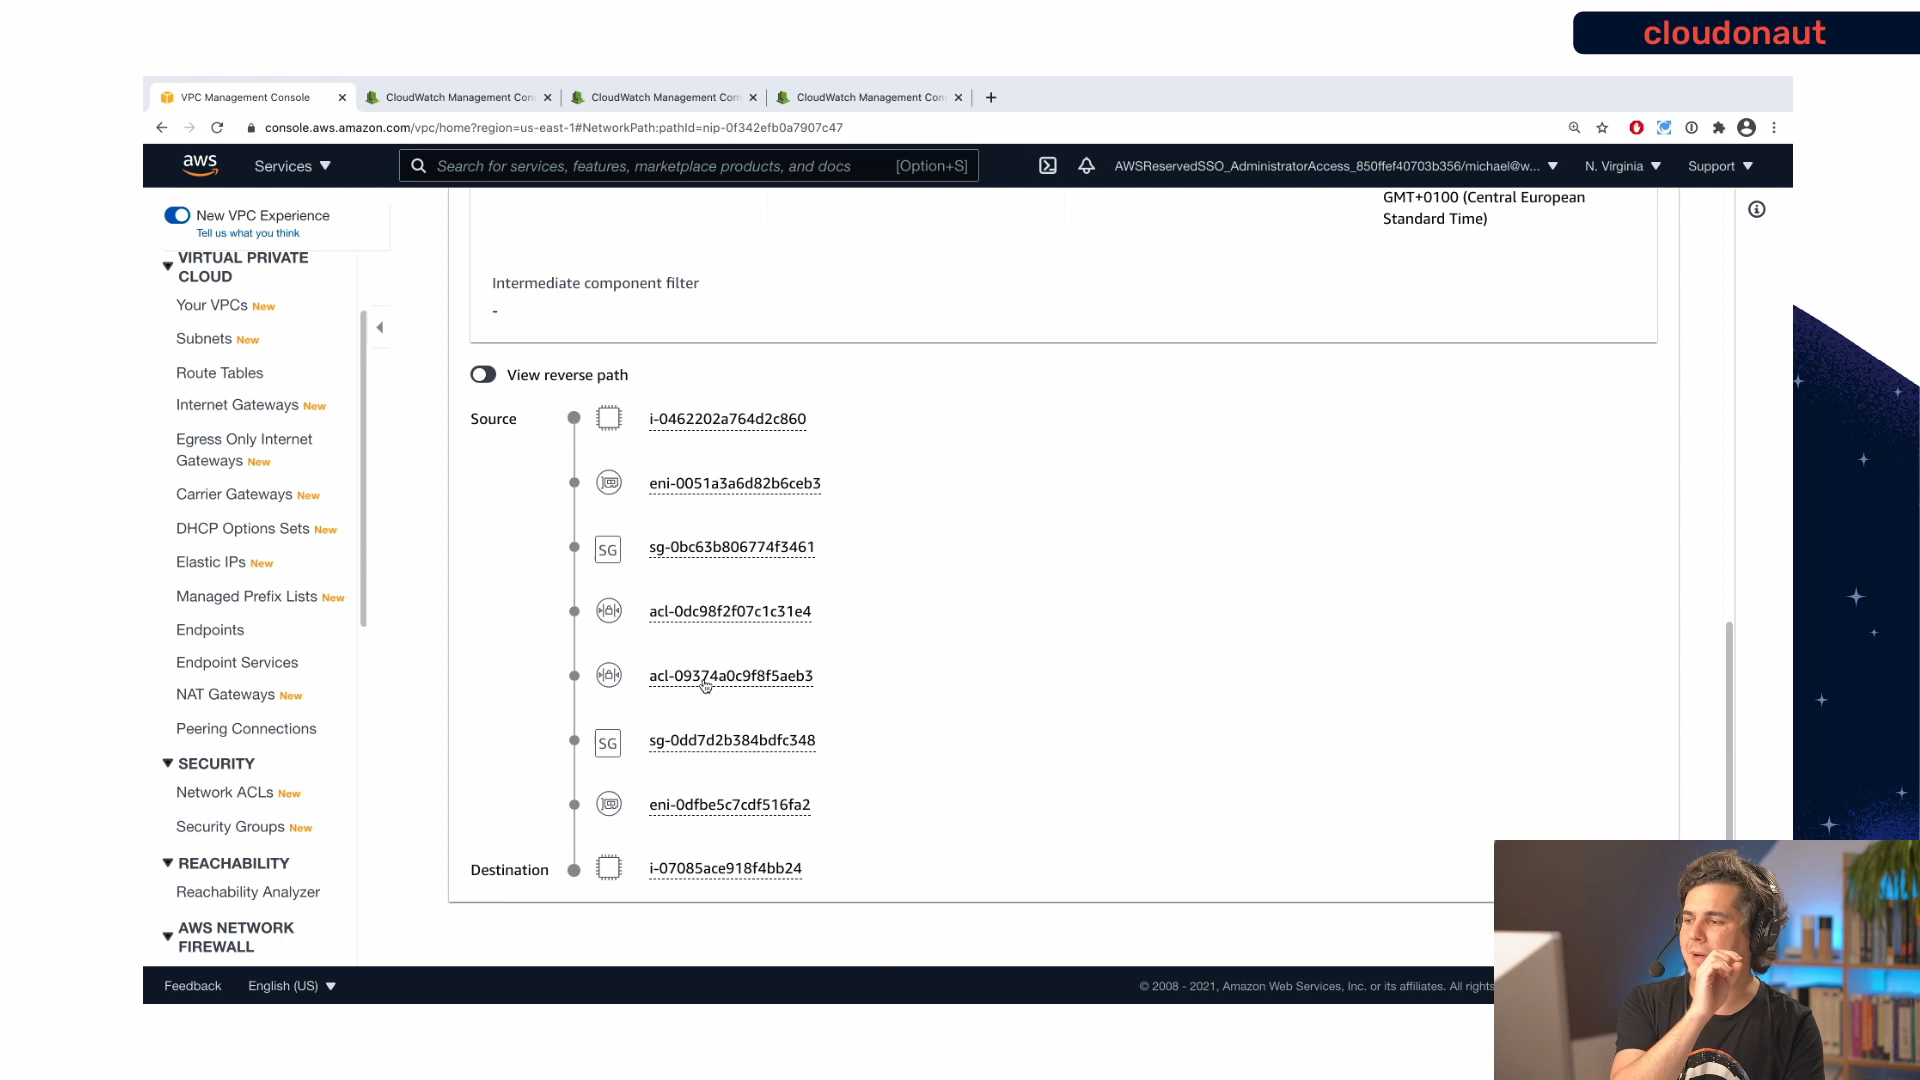 cloudonaut
VPC Management Console
CloudWatch Management Con
CloudWatch Management Con
CloudWatch Management Con
console.aws.amazon.com/vpc/home?region=us-east-1#NetworkPath:pathId=nip-0f342efb0a7907c47
aws
Services
Search for services, features, marketplace products, and docs
[Option+S]
AWSReservedSSO_AdministratorAccess_850ffef40703b356/michael@w...
N. Virginia
Support
New VPC Experience
Tell us what you think
VIRTUAL PRIVATE
CLOUD
Your VPCs New
Subnets New
Route Tables
Internet Gateways New
Egress Only Internet
Gateways New
Carrier Gateways New
DHCP Options Sets New
Elastic IPs New
Managed Prefix Lists New
Endpoints
Endpoint Services
NAT Gateways New
Peering Connections
SECURITY
Network ACLs New
Security Groups New
REACHABILITY
Reachability Analyzer
AWS NETWORK
FIREWALL
GMT+0100 (Central European
Standard Time)
Intermediate component filter
-
View reverse path
Source
i-0462202a764d2c860
eni-0051a3a6d82b6ceb3
SG
sg-0bc63b806774f3461
acl-0dc98f2f07c1c31e4
acl-09374a0c9f8f5aeb3
SG
sg-0dd7d2b384bdfc348
eni-0dfbe5c7cdf516fa2
Destination
i-07085ace918f4bb24
Feedback
English (US)
© 2008 - 2021, Amazon Web Services, Inc. or its affiliates. All rights